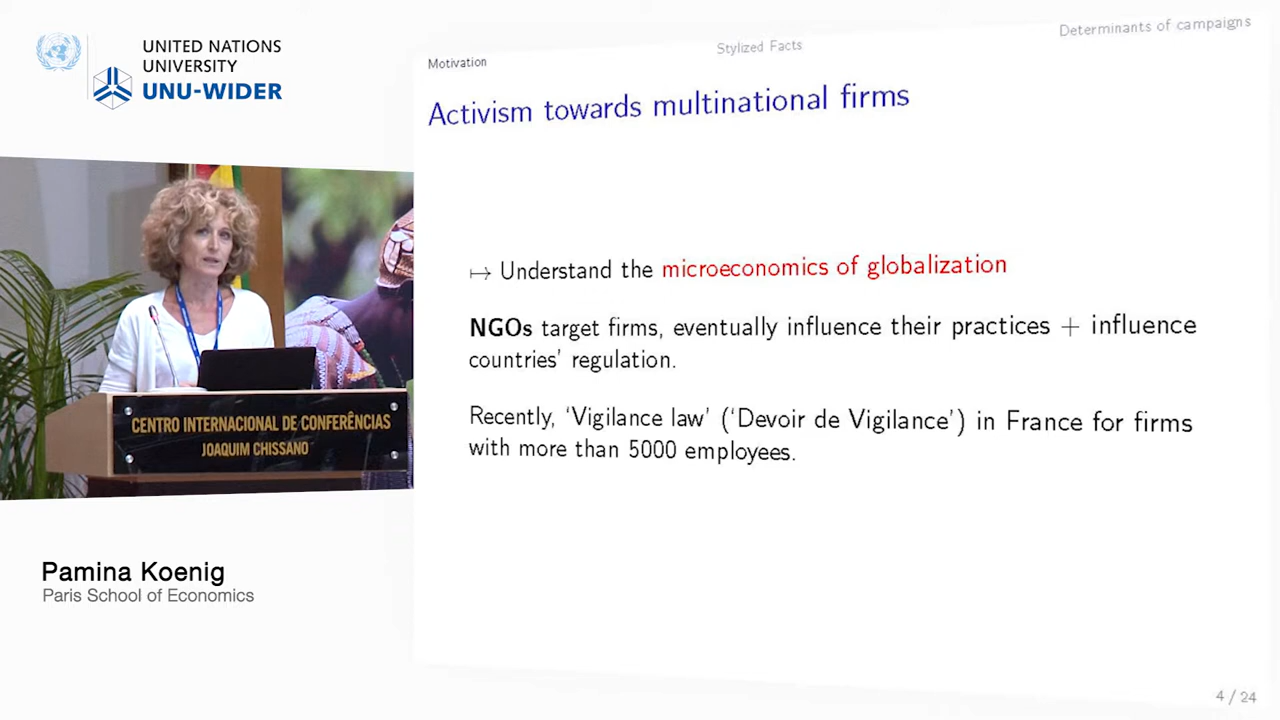 UNITED NATIONS
UNIVERSITY
UNU-WIDER
CENTRO INTERNACIONAL DE CONFERÊNCIAS
JOAQUIM CHISSANO
Pamina Koenig
Paris School of Economics
Motivation
Stylized Facts
Determinants of campaigns
Activism towards multinational firms
↦ Understand the microeconomics of globalization
NGOs target firms, eventually influence their practices + influence
countries' regulation.
Recently, ‘Vigilance law’ (‘Devoir de Vigilance’) in France for firms
with more than 5000 employees.
4 / 24